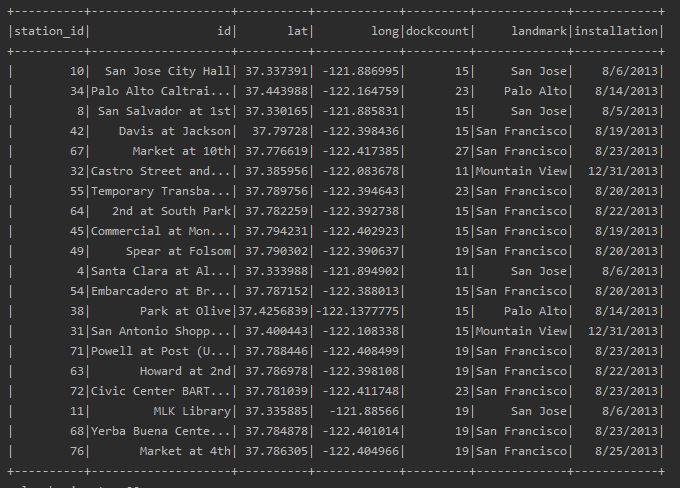 +----------+--------------------+----------+------------+---------+-------------+------------+
|station_id|                  id|       lat|        long|dockcount|     landmark|installation|
+----------+--------------------+----------+------------+---------+-------------+------------+
|        10|  San Jose City Hall| 37.337391| -121.886995|       15|     San Jose|    8/6/2013|
|        34|Palo Alto Caltrai...| 37.443988| -122.164759|       23|    Palo Alto|   8/14/2013|
|         8| San Salvador at 1st| 37.330165| -121.885831|       15|     San Jose|    8/5/2013|
|        42|    Davis at Jackson|  37.79728| -122.398436|       15|San Francisco|   8/19/2013|
|        67|      Market at 10th| 37.776619| -122.417385|       27|San Francisco|   8/23/2013|
|        32|Castro Street and...| 37.385956| -122.083678|       11|Mountain View|  12/31/2013|
|        55|Temporary Transba...| 37.789756| -122.394643|       23|San Francisco|   8/20/2013|
|        64|   2nd at South Park| 37.782259| -122.392738|       15|San Francisco|   8/22/2013|
|        45|Commercial at Mon...| 37.794231| -122.402923|       15|San Francisco|   8/19/2013|
|        49|     Spear at Folsom| 37.790302| -122.390637|       19|San Francisco|   8/20/2013|
|         4|Santa Clara at Al...| 37.333988| -121.894902|       11|     San Jose|    8/6/2013|
|        54|Embarcadero at Br...| 37.787152| -122.388013|       15|San Francisco|   8/20/2013|
|        38|       Park at Olive|37.4256839|-122.1377775|       15|    Palo Alto|   8/14/2013|
|        31|San Antonio Shopp...| 37.400443| -122.108338|       15|Mountain View|  12/31/2013|
|        71|Powell at Post (U...| 37.788446| -122.408499|       19|San Francisco|   8/23/2013|
|        63|       Howard at 2nd| 37.786978| -122.398108|       19|San Francisco|   8/22/2013|
|        72|Civic Center BART...| 37.781039| -122.411748|       23|San Francisco|   8/23/2013|
|        11|         MLK Library| 37.335885|  -121.88566|       19|     San Jose|    8/6/2013|
|        68|Yerba Buena Cente...| 37.784878| -122.401014|       19|San Francisco|   8/23/2013|
|        76|       Market at 4th| 37.786305| -122.404966|       19|San Francisco|   8/25/2013|
+----------+--------------------+----------+------------+---------+-------------+------------+